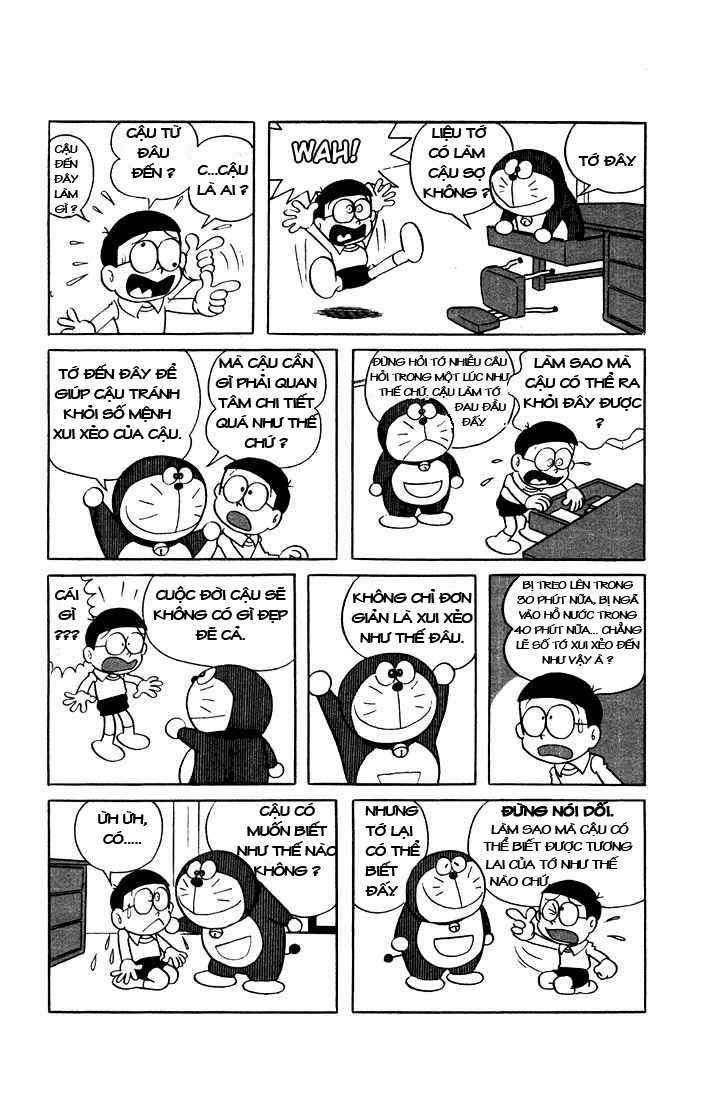 TỚ ĐÂY
LIỆU TỚ
CÓ LÀM
CẬU SỢ
KHÔNG ?
WAH!
C...CẬU
LÀ AI ?
CẬU TỪ
ĐÂU
ĐẾN ?
CẬU
ĐẾN
ĐÂY
LÀM
GÌ ?
LÀM SAO MÀ
CẬU CÓ THỂ RA
KHỎI ĐÂY ĐƯỢC
?
ĐỪNG HỎI TỚ NHIỀU CÂU
HỎI TRONG MỘT LÚC NHƯ
THẾ CHỨ. CẬU LÀM TỚ
ĐAU ĐẦU
ĐẤY.
MÀ CẬU CẦN
GÌ PHẢI QUAN
TÂM CHI TIẾT
QUÁ NHƯ THẾ
CHỨ ?
TỚ ĐẾN ĐÂY ĐỂ
GIÚP CẬU TRÁNH
KHỎI SỐ MỆNH
XUI XẺO CỦA CẬU.
BỊ TREO LÊN TRONG
30 PHÚT NỮA, BỊ NGÃ
VÀO HỒ NƯỚC TRONG
40 PHÚT NỮA... CHẲNG
LẼ SỐ TỚ XUI XẺO ĐẾN
NHƯ VẬY À ?
KHÔNG CHỈ ĐƠN
GIẢN LÀ XUI XẺO
NHƯ THẾ ĐÂU.
CUỘC ĐỜI CẬU SẼ
KHÔNG CÓ GÌ ĐẸP
ĐẼ CẢ.
CÁI
GÌ
???
ĐỪNG NÓI DỐI.
LÀM SAO MÀ CẬU CÓ
THỂ BIẾT ĐƯỢC TƯƠNG
LAI CỦA TỚ NHƯ THẾ
NÀO CHỨ
NHƯNG
TỚ LẠI
CÓ THỂ
BIẾT
ĐẤY
CẬU CÓ
MUỐN BIẾT
NHƯ THẾ NÀO
KHÔNG ?
ỪH ỪH,
CÓ.....